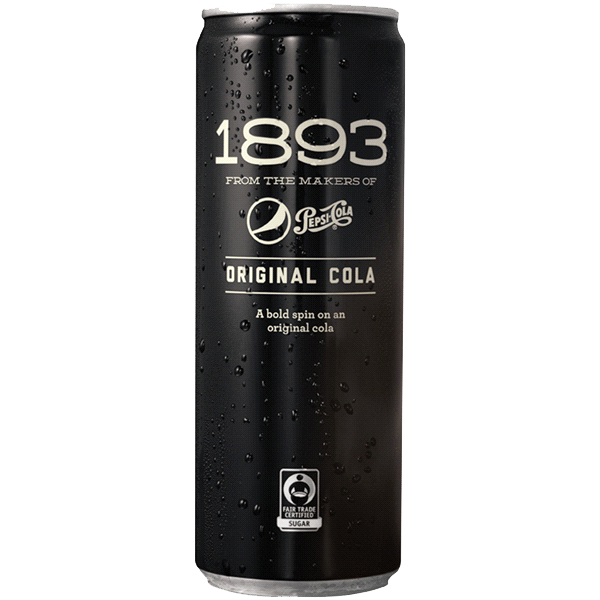 1893
FROM THE MAKERS OF
PEPSI-COLA
ORIGINAL COLA
A bold spin on an
original cola
FAIR TRADE
CERTIFIED
SUGAR